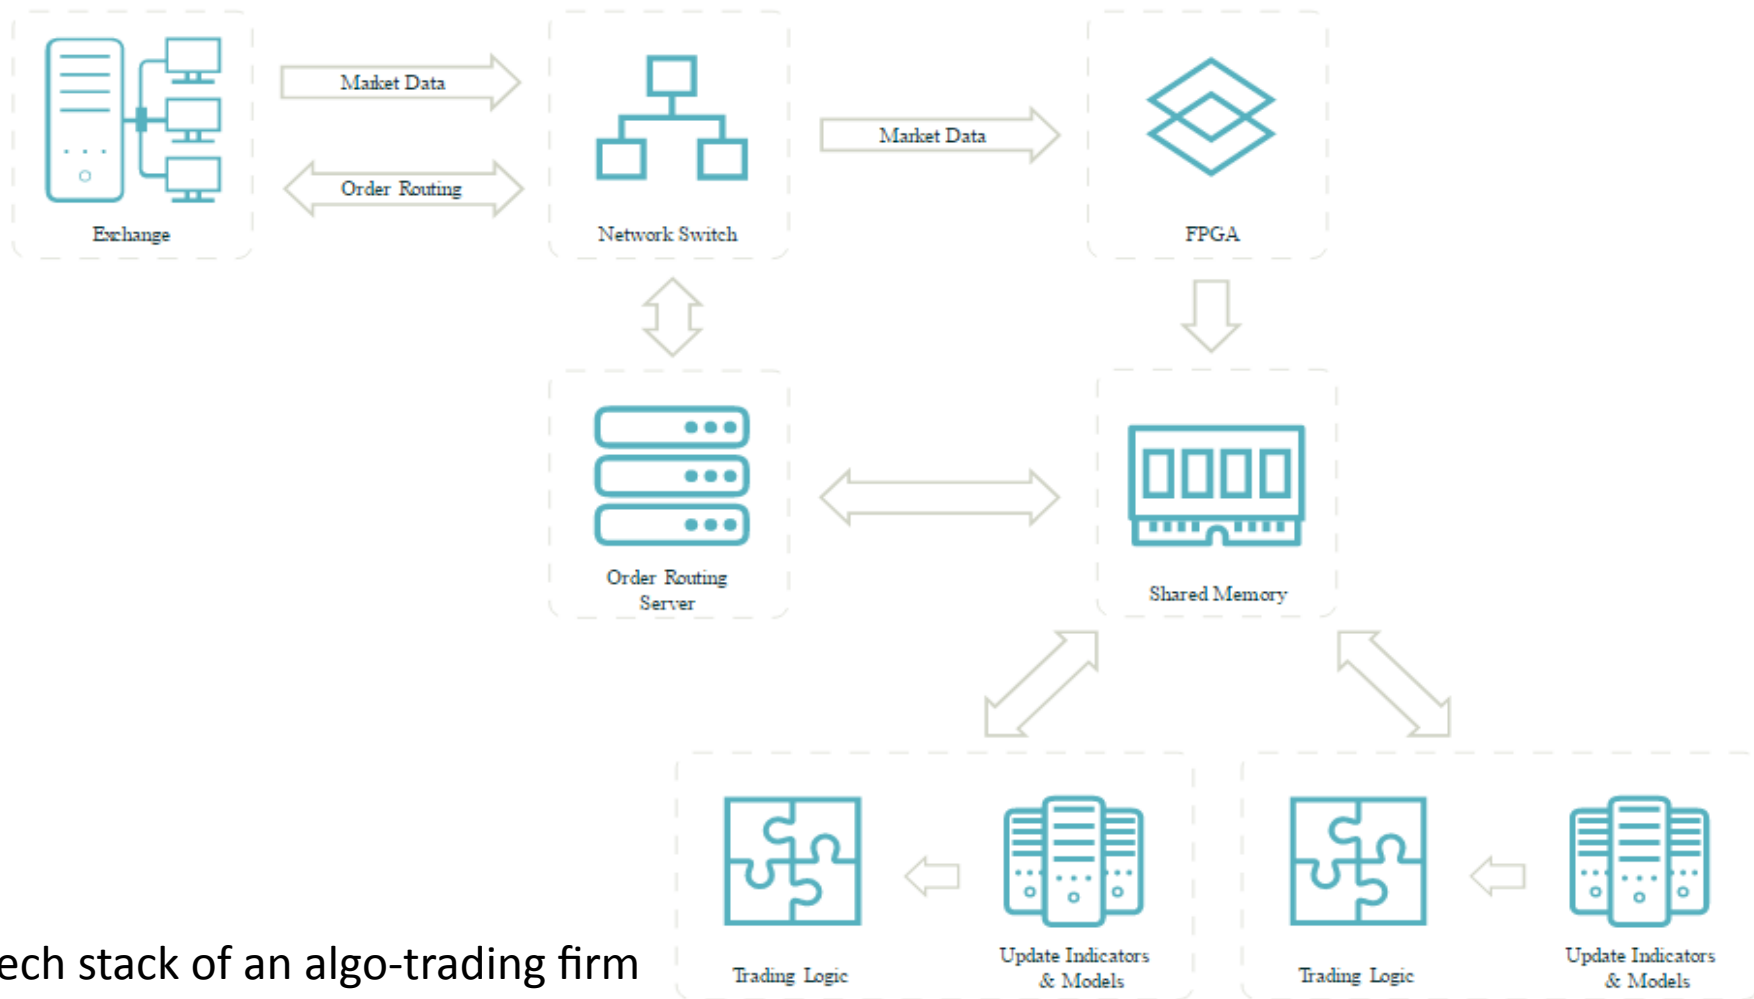 Market Data
Market Data
Order Routing
Exchange
Network Switch
FPGA
Order Routing
Server
Shared Memory
Trading Logic
Update Indicators
& Models
Trading Logic
Update Indicators
& Models
ech stack of an algo-trading firm